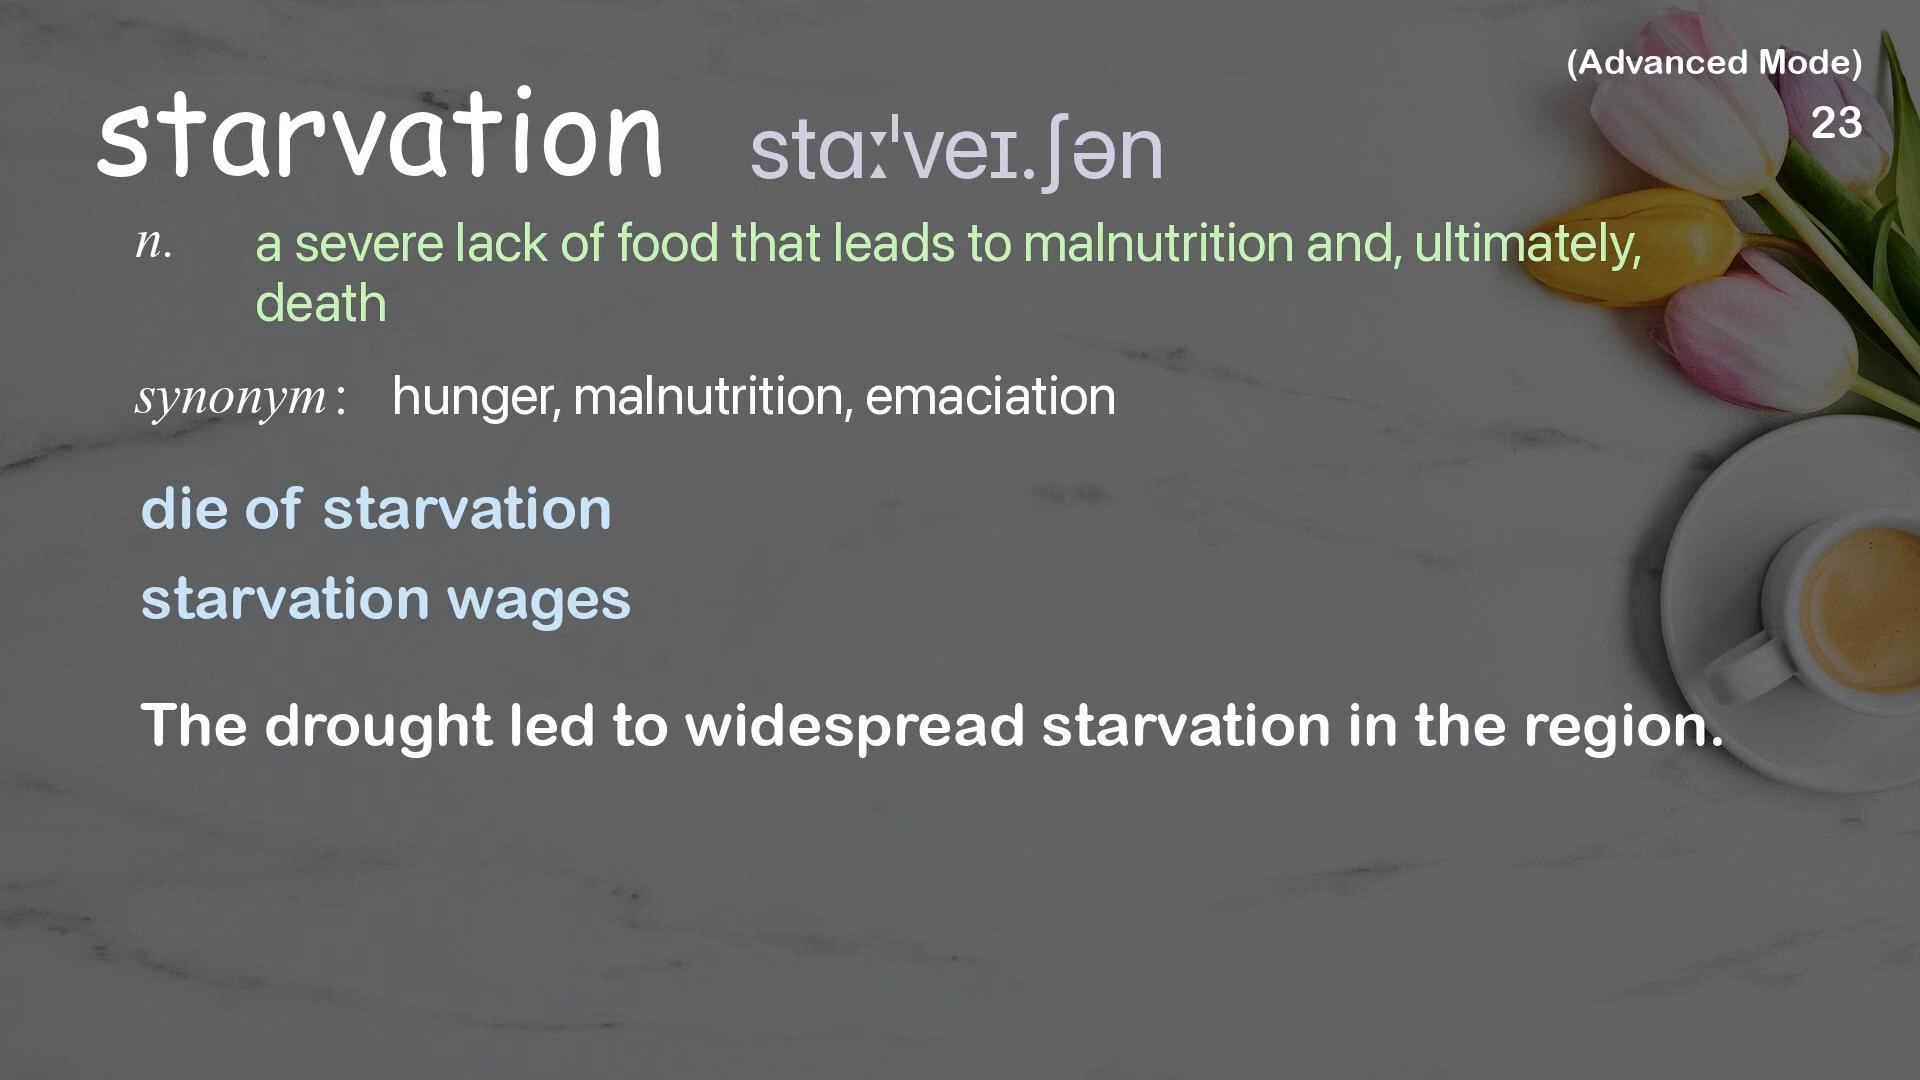 (Advanced Mode)
starvation stɑːˈveɪ.ʃən
23
n. a severe lack of food that leads to malnutrition and, ultimately,
death
synonym : hunger, malnutrition, emaciation
die of starvation
starvation wages
The drought led to widespread starvation in the region.